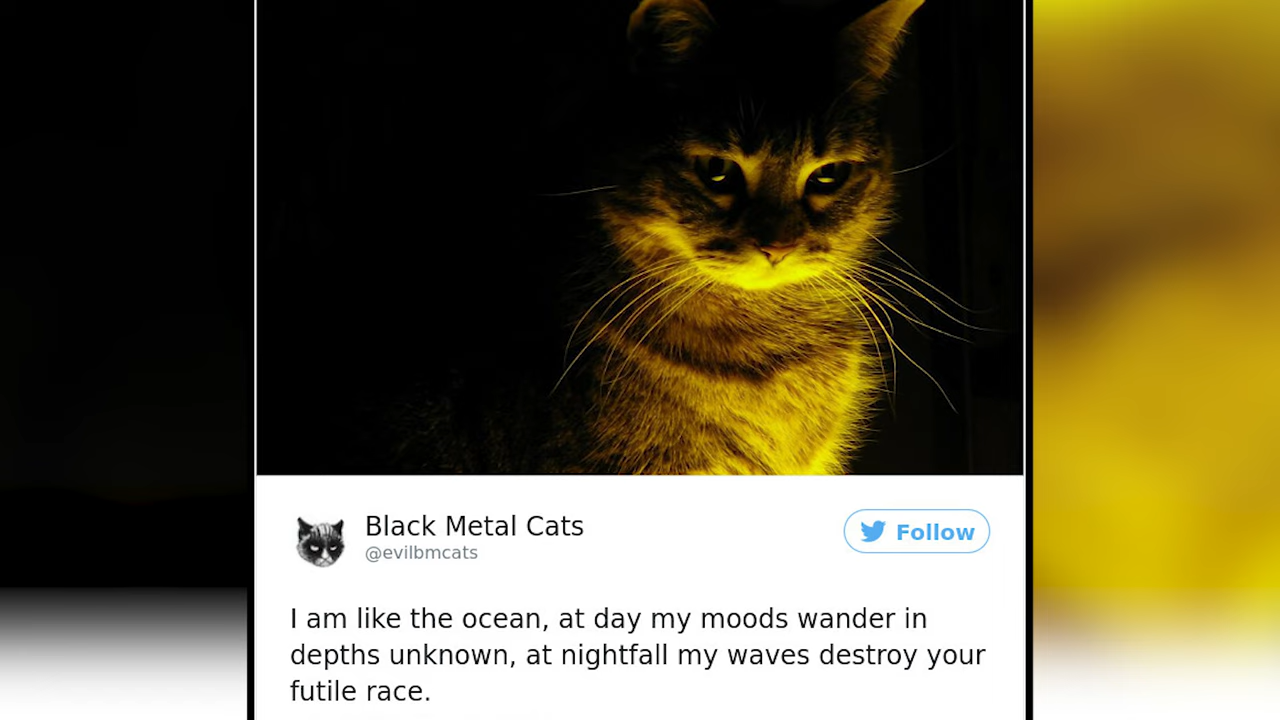 Black Metal Cats
@evilbmcats
Follow
I am like the ocean, at day my moods wander in
depths unknown, at nightfall my waves destroy your
futile race.